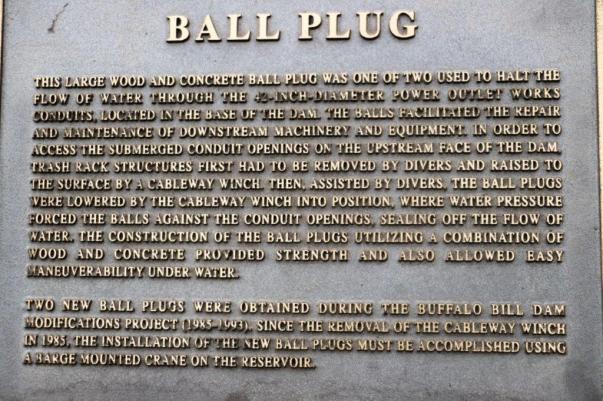 BALL PLUG
THIS LARGE WOOD AND CONCRETE BALL PLUG WAS ONE OF TWO USED TO HALT THE
FLOW OF WATER THROUGH THE 42-INCH-DIAMETER POWER OUTLET WORKS
CONDUITS, LOCATED IN THE BASE OF THE DAM. THE BALLS FACILITATED THE REPAIR
AND MAINTENANCE OF DOWNSTREAM MACHINERY AND EQUIPMENT. IN ORDER TO
ACCESS THE SUBMERGED CONDUIT OPENINGS ON THE UPSTREAM FACE OF THE DAM,
TRASH RACK STRUCTURES FIRST HAD TO BE REMOVED BY DIVERS AND RAISED TO
THE SURFACE BY A CABLEWAY WINCH. THEN, ASSISTED BY DIVERS, THE BALL PLUGS
WERE LOWERED BY THE CABLEWAY WINCH INTO POSITION, WHERE WATER PRESSURE
FORCED THE BALLS AGAINST THE CONDUIT OPENINGS, SEALING OFF THE FLOW OF
WATER. THE CONSTRUCTION OF THE BALL PLUGS UTILIZING A COMBINATION OF
WOOD AND CONCRETE PROVIDED STRENGTH AND ALSO ALLOWED EASY
MANEUVERABILITY UNDER WATER.
TWO NEW BALL PLUGS WERE OBTAINED DURING THE BUFFALO BILL DAM
MODIFICATIONS PROJECT (1985-1993). SINCE THE REMOVAL OF THE CABLEWAY WINCH
IN 1985, THE INSTALLATION OF THE NEW BALL PLUGS MUST BE ACCOMPLISHED USING
A BARGE MOUNTED CRANE ON THE RESERVOIR.